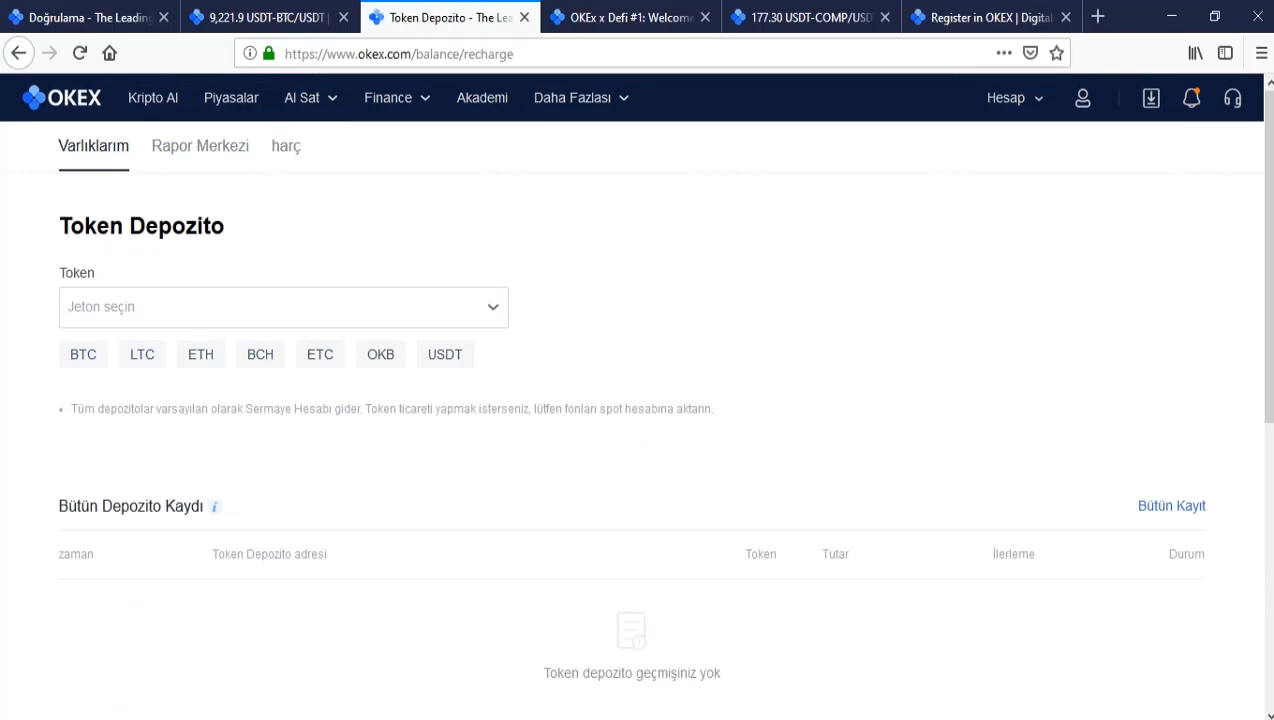 Doğrulama - The Leading
9,221.9 USDT-BTC/USDT |
Token Depozito - The Lea
OKEx x Defi #1: Welcome
177.30 USDT-COMP/USD
Register in OKEX | Digital
https://www.okex.com/balance/recharge
OKEX
Kripto Al
Piyasalar
Al Sat
Finance
Akademi
Daha Fazlası
Hesap
Varlıklarım
Rapor Merkezi
harç
Token Depozito
Token
Jeton seçin
BTC
LTC
ETH
BCH
ETC
OKB
USDT
• Tüm depozitolar varsayılan olarak Sermaye Hesabı gider. Token ticareti yapmak isterseniz, lütfen fonları spot hesabına aktarın.
Bütün Depozito Kaydı
Bütün Kayıt
zaman
Token Depozito adresi
Token
Tutar
İlerleme
Durum
Token depozito geçmişiniz yok